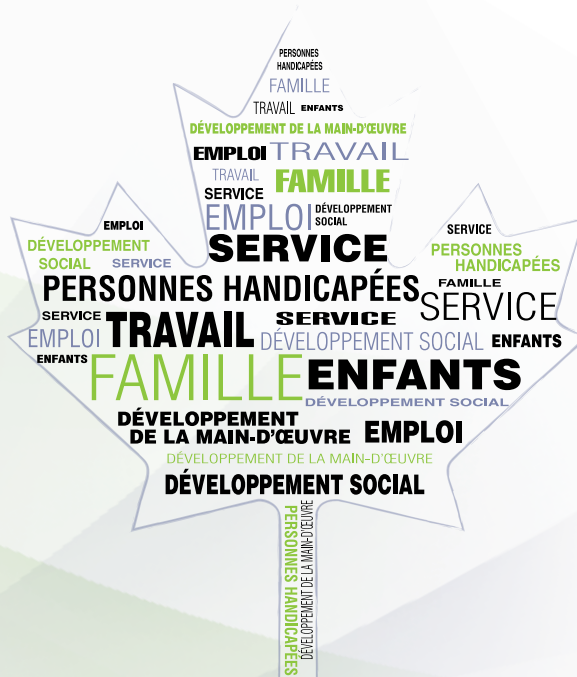 PERSONNES
HANDICAPÉES
FAMILLE
TRAVAIL ENFANTS
DÉVELOPPEMENT DE LA MAIN-D'ŒUVRE
EMPLOI TRAVAIL
TRAVAIL FAMILLE
SERVICE
EMPLOI DÉVELOPPEMENT
SOCIAL
EMPLOI
DÉVELOPPEMENT
SOCIAL SERVICE
SERVICE
SERVICE
PERSONNES
HANDICAPÉES
PERSONNES HANDICAPÉES
FAMILLE
SERVICE
SERVICE TRAVAIL SERVICE
EMPLOI DÉVELOPPEMENT SOCIAL ENFANTS
ENFANTS
FAMILLE ENFANTS
DÉVELOPPEMENT SOCIAL
DÉVELOPPEMENT
DE LA MAIN-D'ŒUVRE EMPLOI
DÉVELOPPEMENT DE LA MAIN-D'ŒUVRE
DÉVELOPPEMENT SOCIAL
PERSONNES HANDICAPÉES
DÉVELOPPEMENT DE LA MAIN-D'ŒUVRE